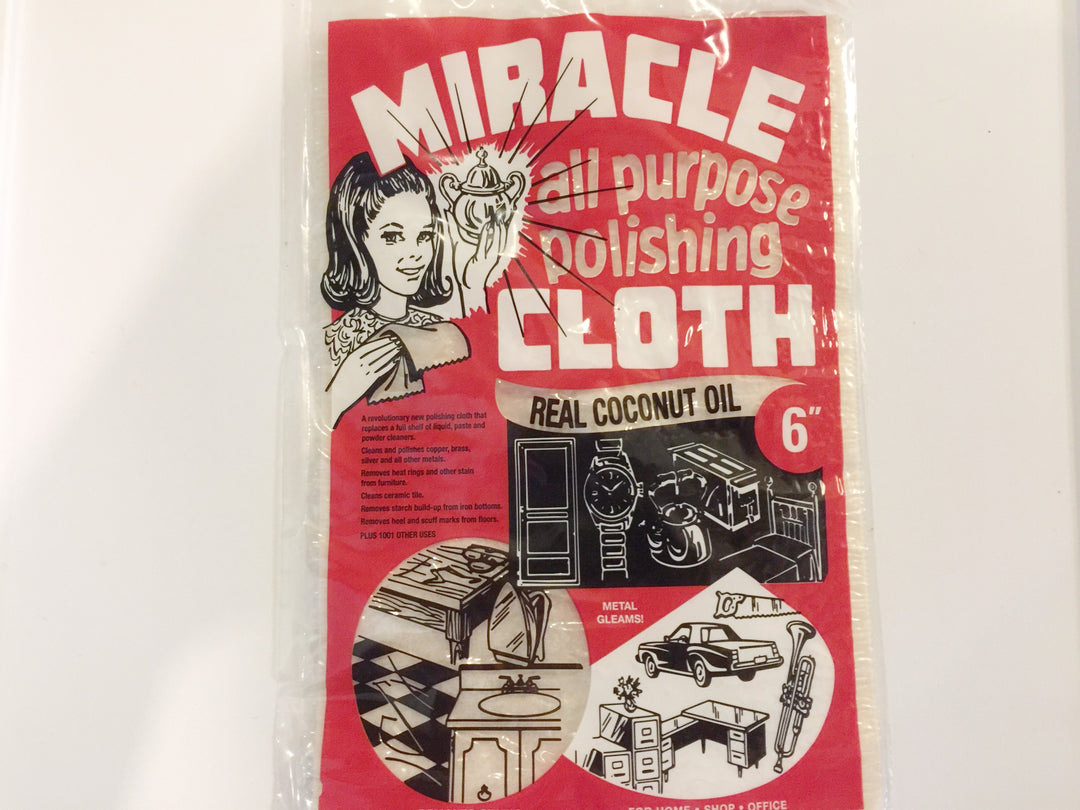 MIRACLE
all purpose
polishing
CLOTH
REAL COCONUT OIL
6"
A revolutionary new polishing cloth that
replaces a full shelf of liquid, paste and
powder cleaners.
Cleans and polishes copper, brass,
silver and all other metals.
Removes heat rings and other stain
from furniture.
Cleans ceramic tile.
Removes starch build-up from iron bottoms.
Removes heel and scuff marks from floors.
PLUS 1001 OTHER USES
METAL
GLEAMS!
FOR HOME • SHOP • OFFICE